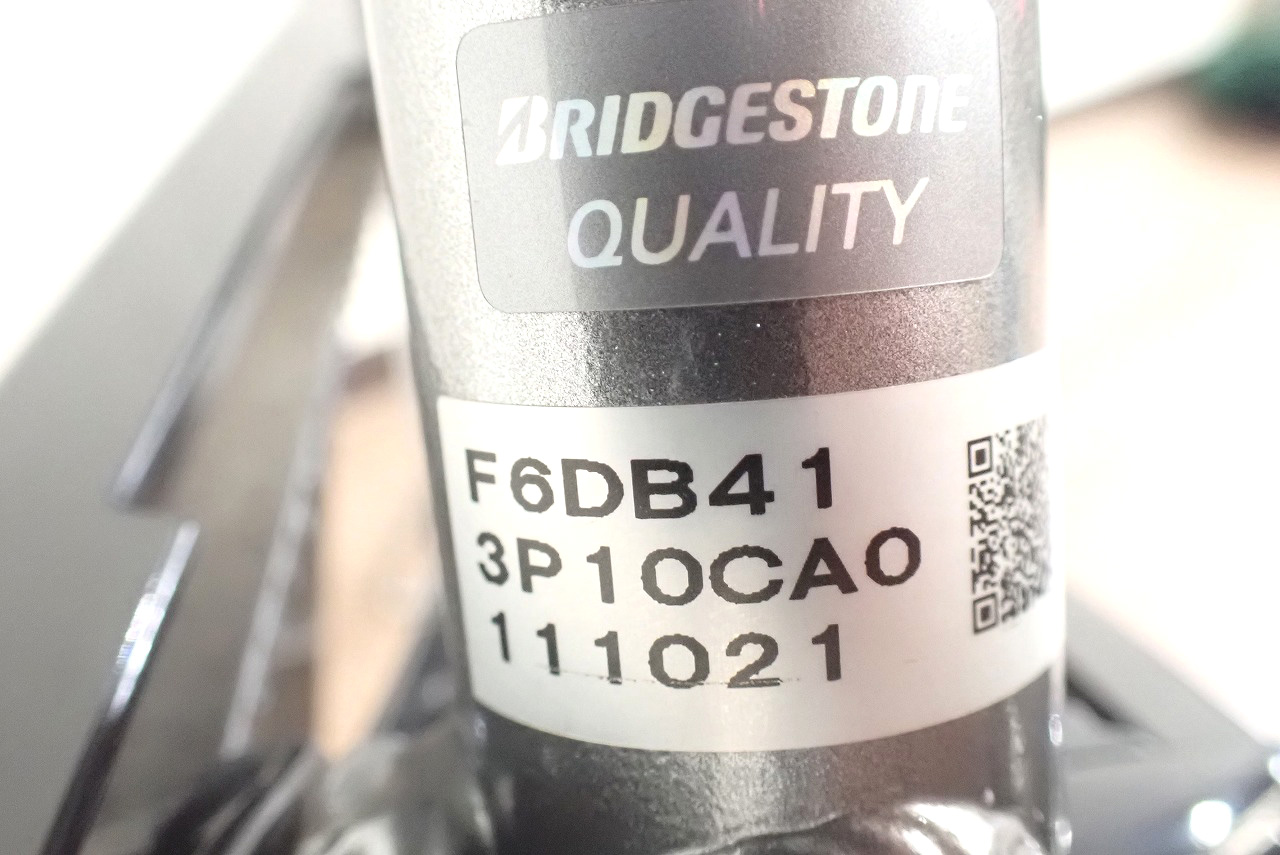 BRIDGESTONE
QUALITY
F6DB41
3P10CA0
111021